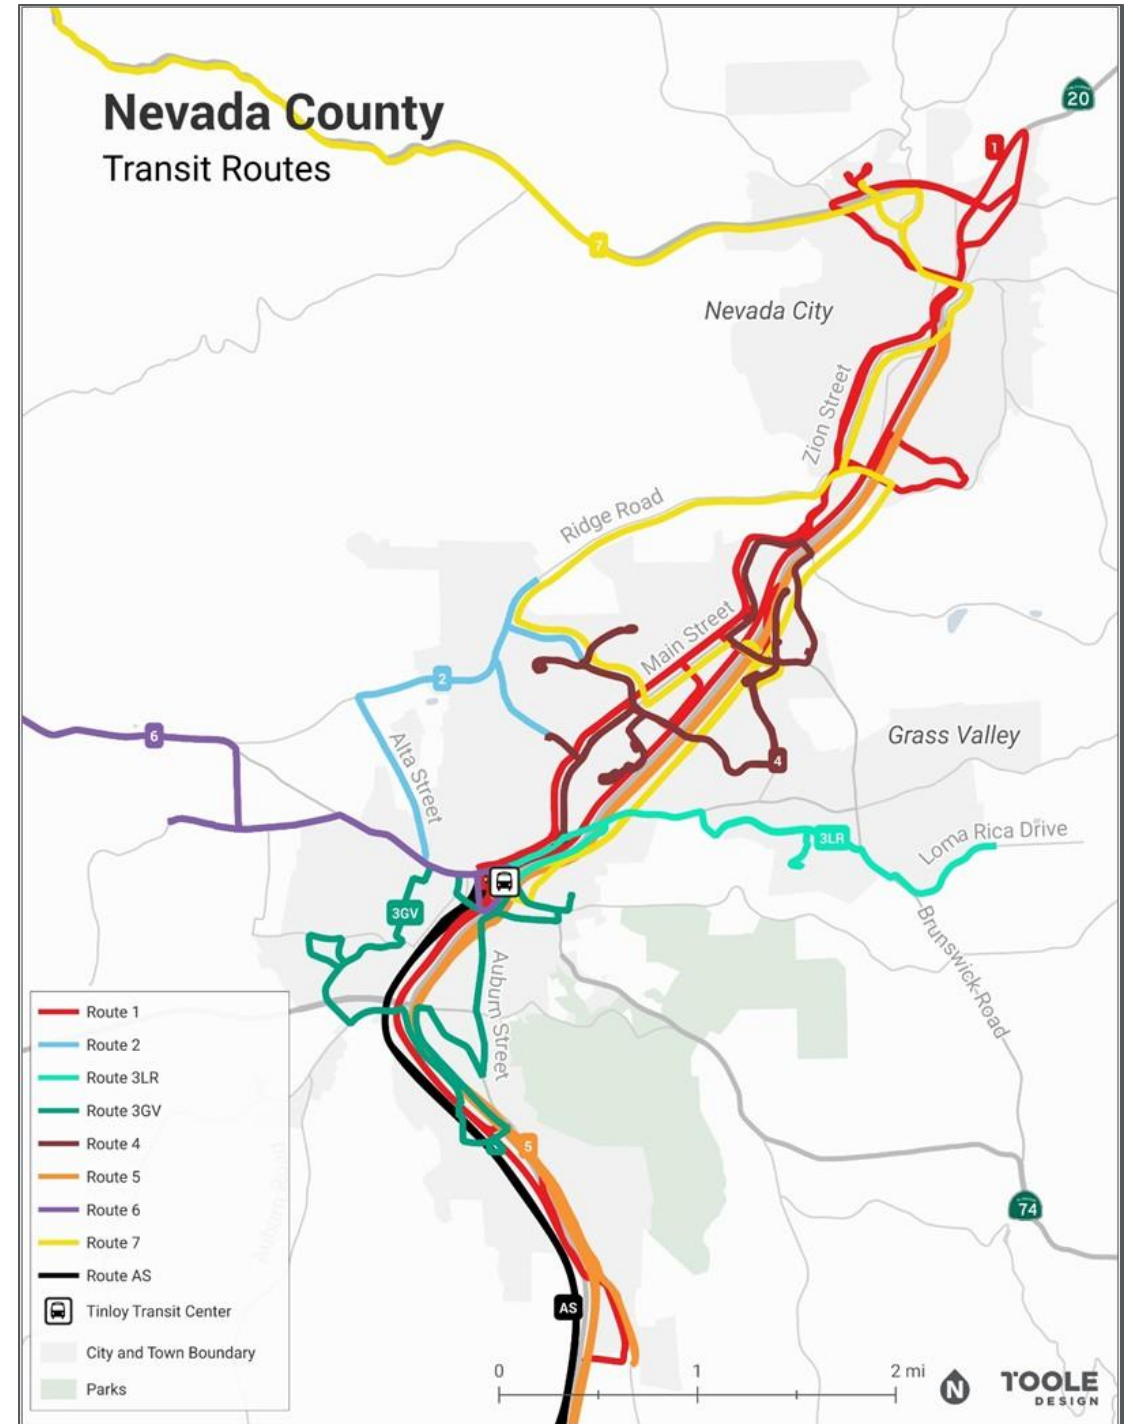 Nevada County
Transit Routes
20
1
7
Nevada City
Zion Street
Ridge Road
Main Street
2
6
Alta Street
Grass Valley
4
3LR
Loma Rica Drive
3GV
Brunswick Road
Auburn Street
5
74
AS
Route 1
Route 2
Route 3LR
Route 3GV
Route 4
Route 5
Route 6
Route 7
Route AS
Tinloy Transit Center
City and Town Boundary
Parks
0 1 2 mi
N
TOOLE
DESIGN